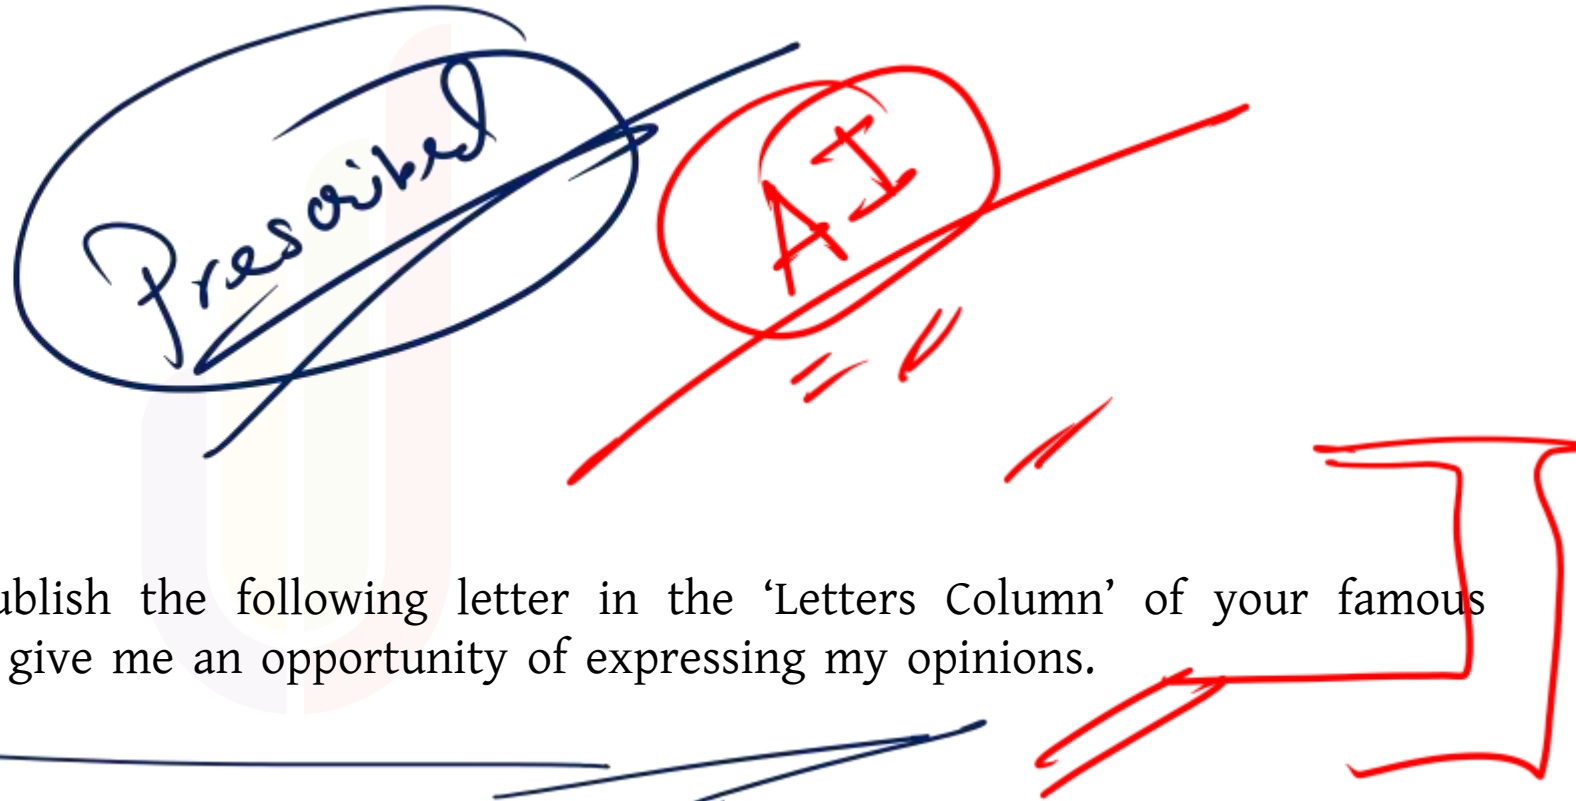 Prescribed
AI
ublish the following letter in the ‘Letters Column’ of your famous
give me an opportunity of expressing my opinions.